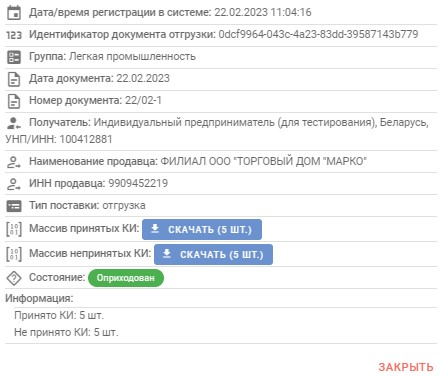 Дата/время регистрации в системе: 22.02.2023 11:04:16
123 Идентификатор документа отгрузки: 0dcf9964-043c-4a23-83dd-39587143b779
Группа: Легкая промышленность
Дата документа: 22.02.2023
Номер документа: 22/02-1
Получатель: Индивидуальный предприниматель (для тестирования), Беларусь,
УНП/ИНН: 100412881
Наименование продавца: ФИЛИАЛ ООО "ТОРГОВЫЙ ДОМ "МАРКО"
ИНН продавца: 9909452219
Тип поставки: отгрузка
Массив принятых КИ: СКАЧАТЬ (5 ШТ.)
Массив непринятых КИ: СКАЧАТЬ (5 ШТ.)
Состояние: Оприходован
Информация:
Принято КИ: 5 шт.
Не принято КИ: 5 шт.
ЗАКРЫТЬ